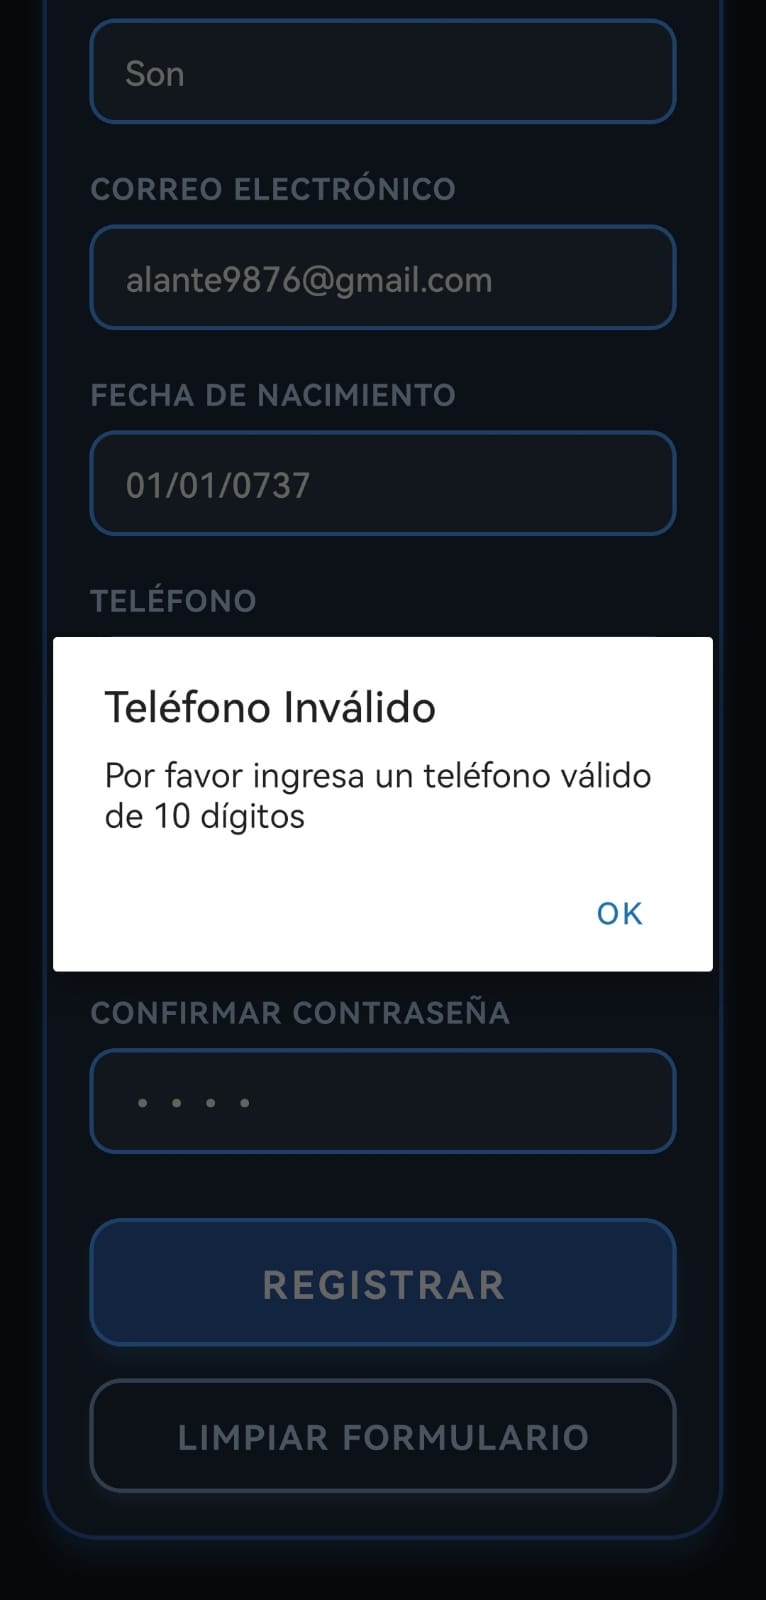 Son
CORREO ELECTRÓNICO
alante9876@gmail.com
FECHA DE NACIMIENTO
01/01/0737
TELÉFONO
Teléfono Inválido
Por favor ingresa un teléfono válido
de 10 dígitos
OK
CONFIRMAR CONTRASEÑA
• • • •
REGISTRAR
LIMPIAR FORMULARIO